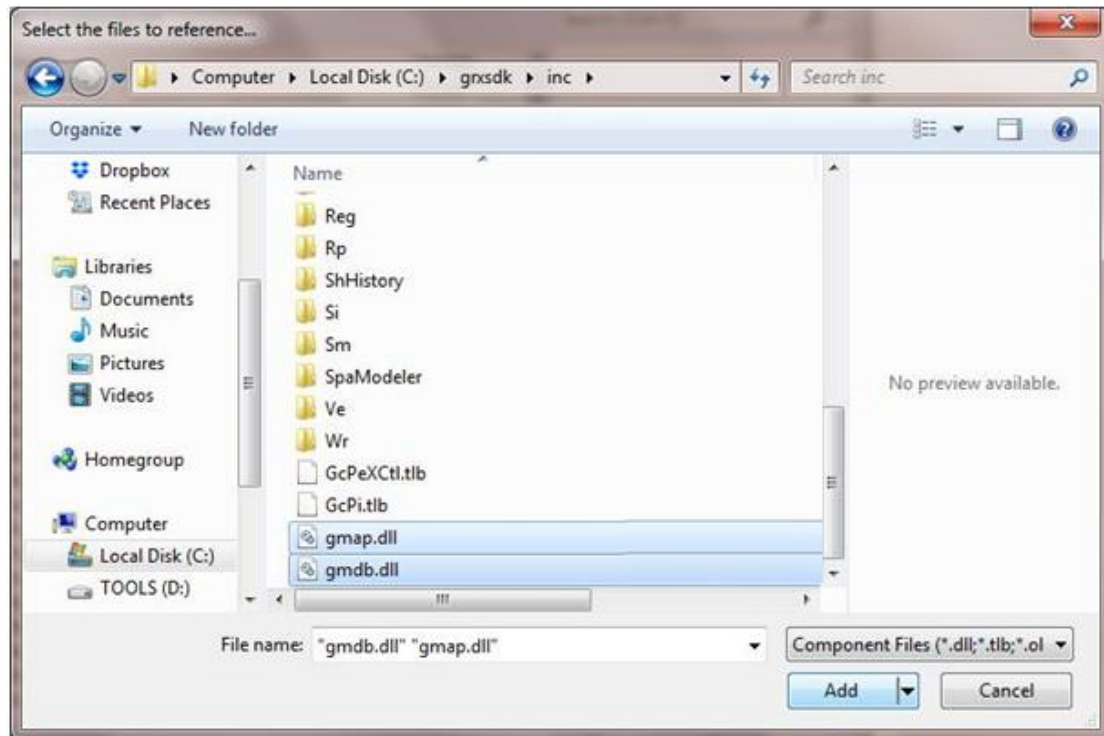 Select the files to reference...
Computer Local Disk (C:) grxsdk inc
Search inc
Organize New folder
Name
Dropbox
Recent Places
Libraries
Documents
Music
Pictures
Videos
Homegroup
Computer
Local Disk (C:)
TOOLS (D:)
Reg
Rp
ShHistory
Si
Sm
SpaModeler
Ve
Wr
GcPeXCtl.tlb
GcPi.tlb
gmap.dll
gmdb.dll
No preview available.
File name: "gmdb.dll" "gmap.dll"
Component Files (*.dll;*.tlb;*.ol
Add Cancel